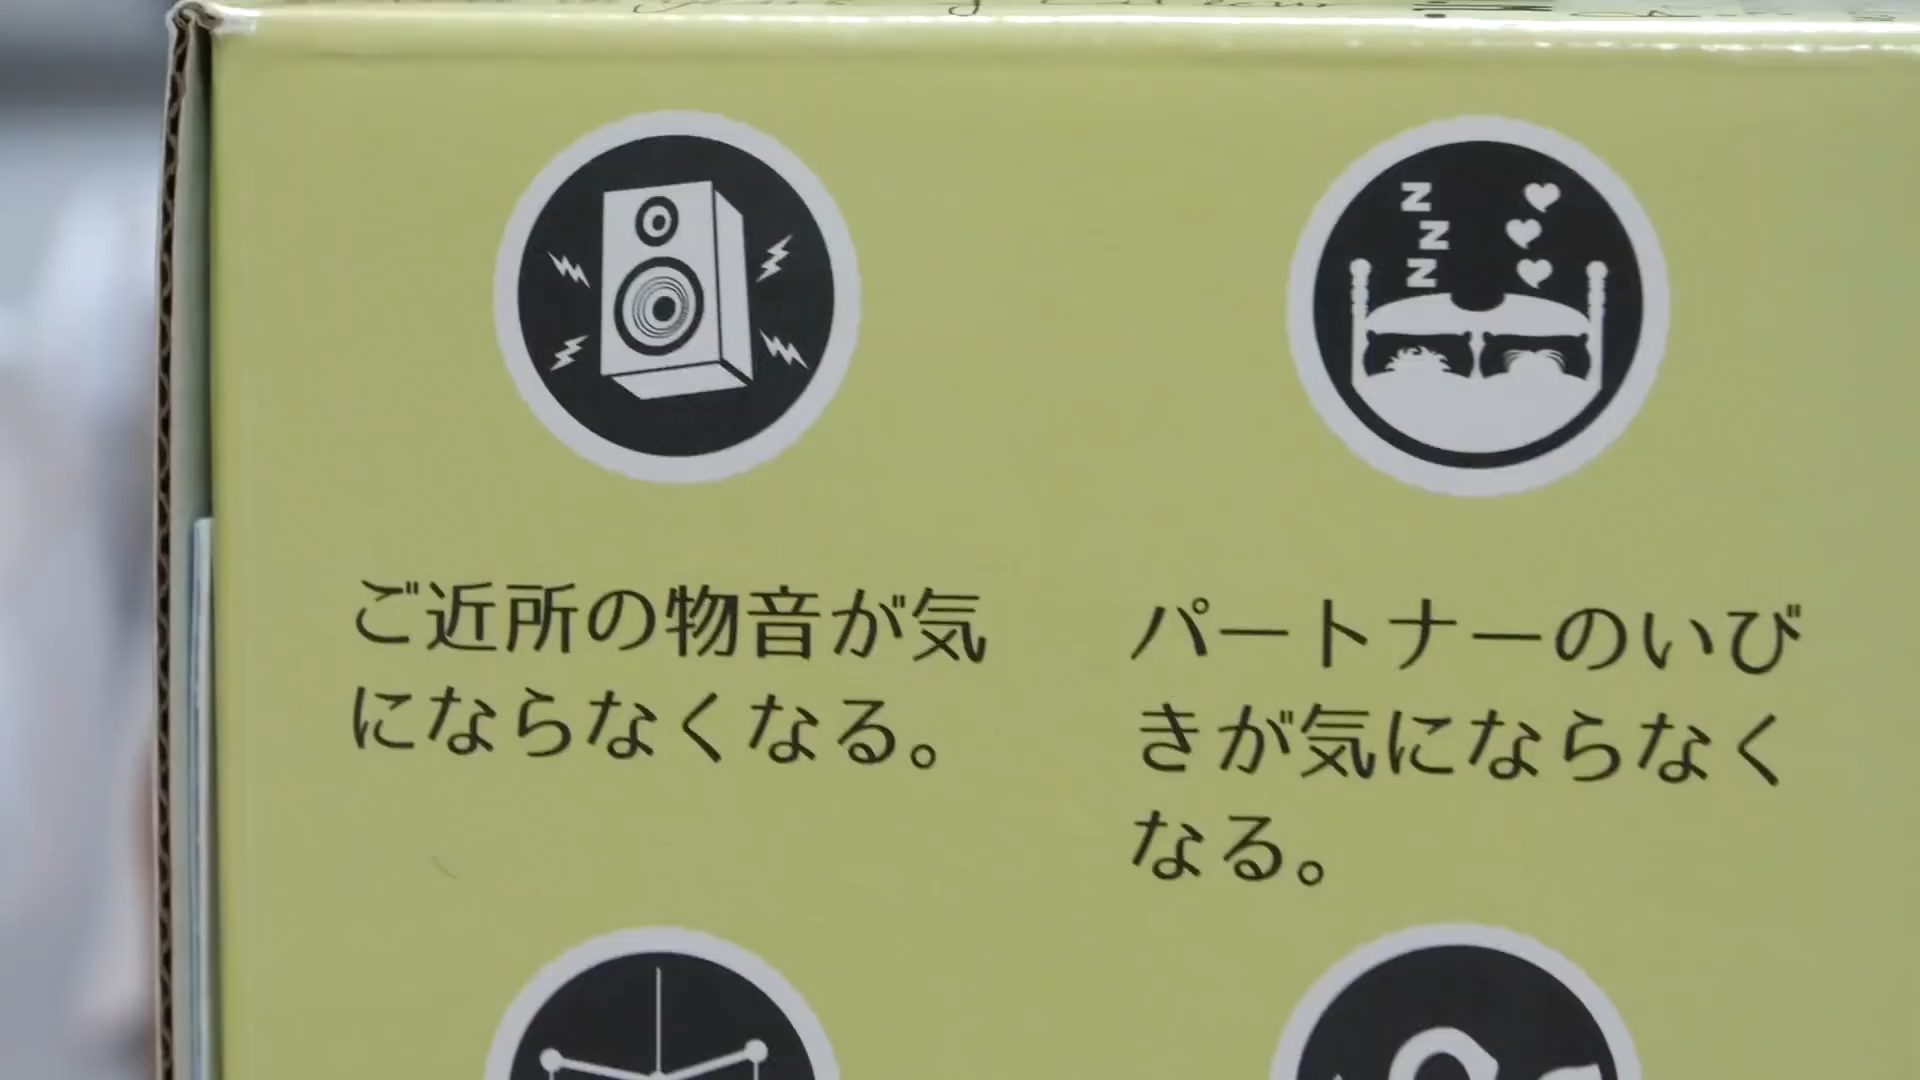 ご近所の物音が気
にならなくなる。
Z
Z
Z
パートナーのいび
きが気にならなく
なる。